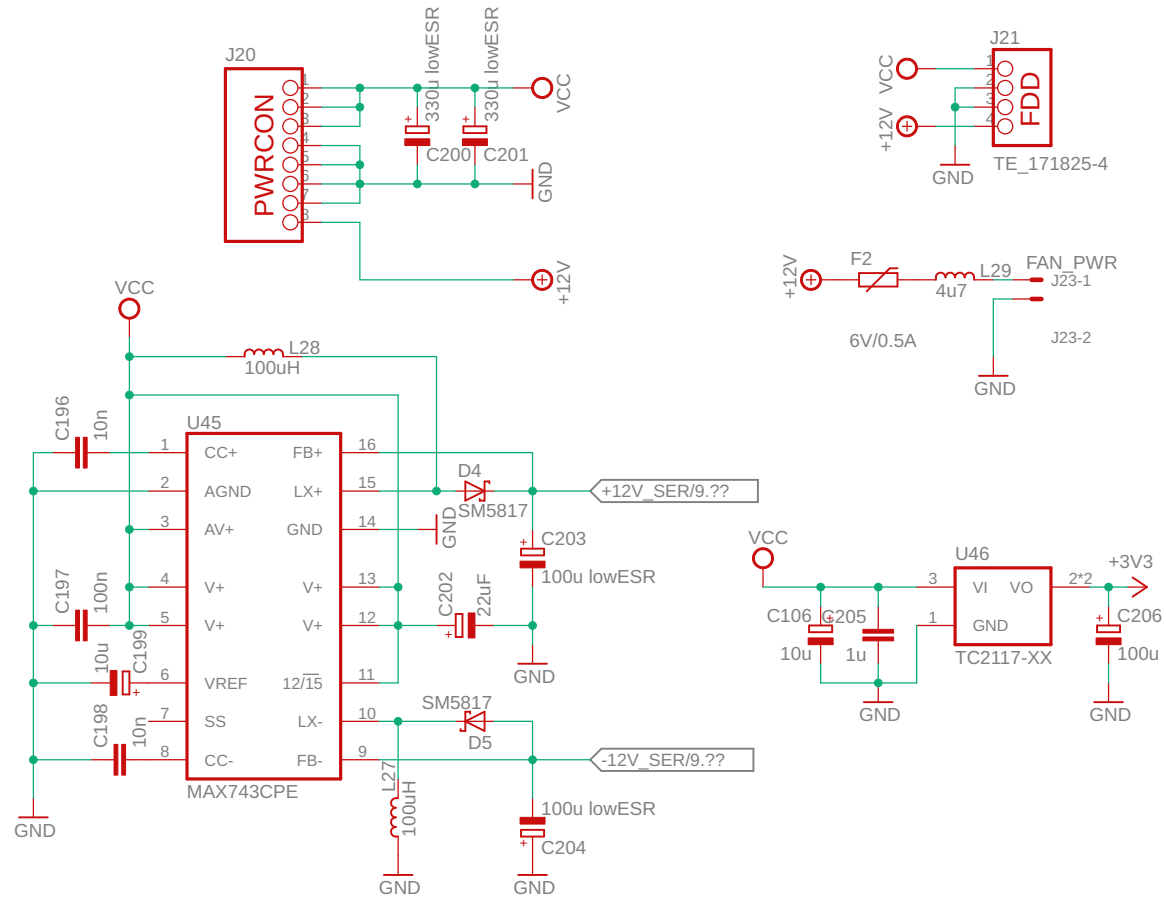 J20
PWRCON
1
2
3
4
5
6
7
8
330u lowESR
330u lowESR
C200
C201
VCC
GND
+12V
J21
VCC
+12V
1
2
3
4
FDD
GND
TE_171825-4
+12V
F2
6V/0.5A
L29
4u7
FAN_PWR
J23-1
J23-2
GND
VCC
L28
100uH
C196
10n
U45
1 CC+ FB+ 16
2 AGND LX+ 15
3 AV+ GND 14
4 V+ V+ 13
5 V+ V+ 12
6 VREF 12/15 11
7 SS LX- 10
8 CC- FB- 9
MAX743CPE
C197
100n
10u
C199
C198
10n
GND
D4
SM5817
+12V_SER/9.??
GND
C203
100u lowESR
C202
22uF
GND
SM5817
D5
-12V_SER/9.??
L27
100uH
GND
100u lowESR
C204
GND
VCC
U46
3 VI VO 2*2
1 GND
TC2117-XX
C106
10u
C205
1u
GND
+3V3
C206
100u
GND